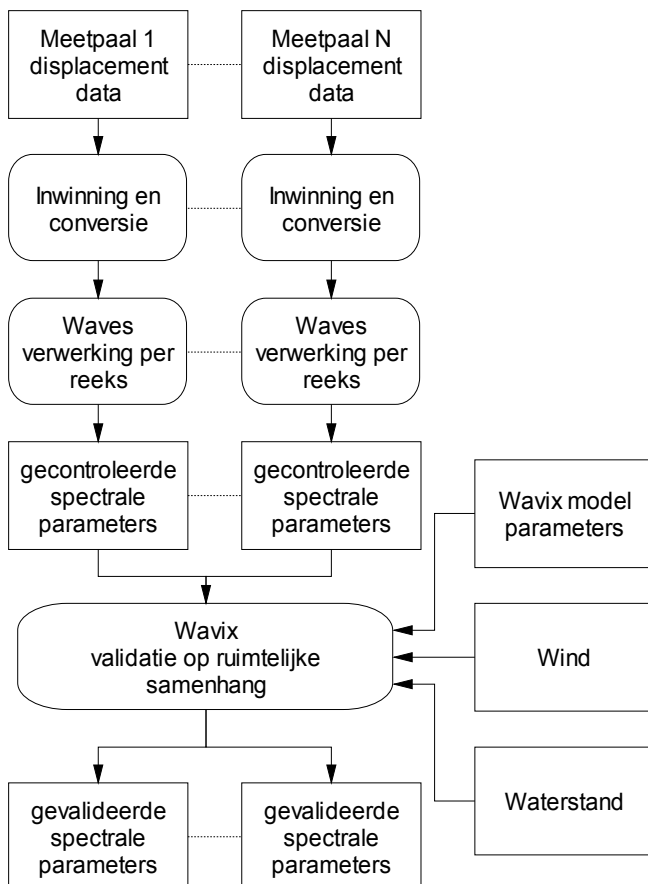 Meetpaal 1
displacement
data
Meetpaal N
displacement
data
Inwinning en
conversie
Inwinning en
conversie
Waves
verwerking per
reeks
Waves
verwerking per
reeks
gecontroleerde
spectrale
parameters
gecontroleerde
spectrale
parameters
Wavix model
parameters
Wavix
validatie op ruimtelijke
samenhang
Wind
Waterstand
gevalideerde
spectrale
parameters
gevalideerde
spectrale
parameters